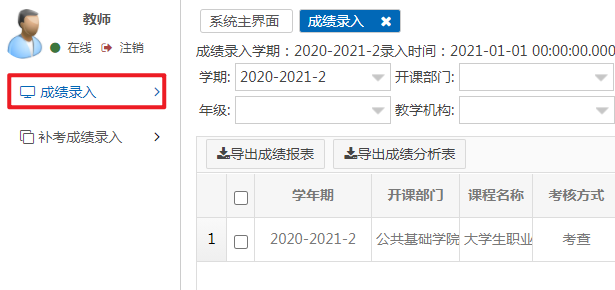 教师
在线 注销
成绩录入
补考成绩录入
系统主界面 成绩录入
成绩录入学期：2020-2021-2录入时间：2021-01-01 00:00:00.000
学期: 2020-2021-2 开课部门:
年级: 教学机构:
导出成绩报表 导出成绩分析表
学年期 开课部门 课程名称 考核方式
1 2020-2021-2 公共基础学院 大学生职业 考查